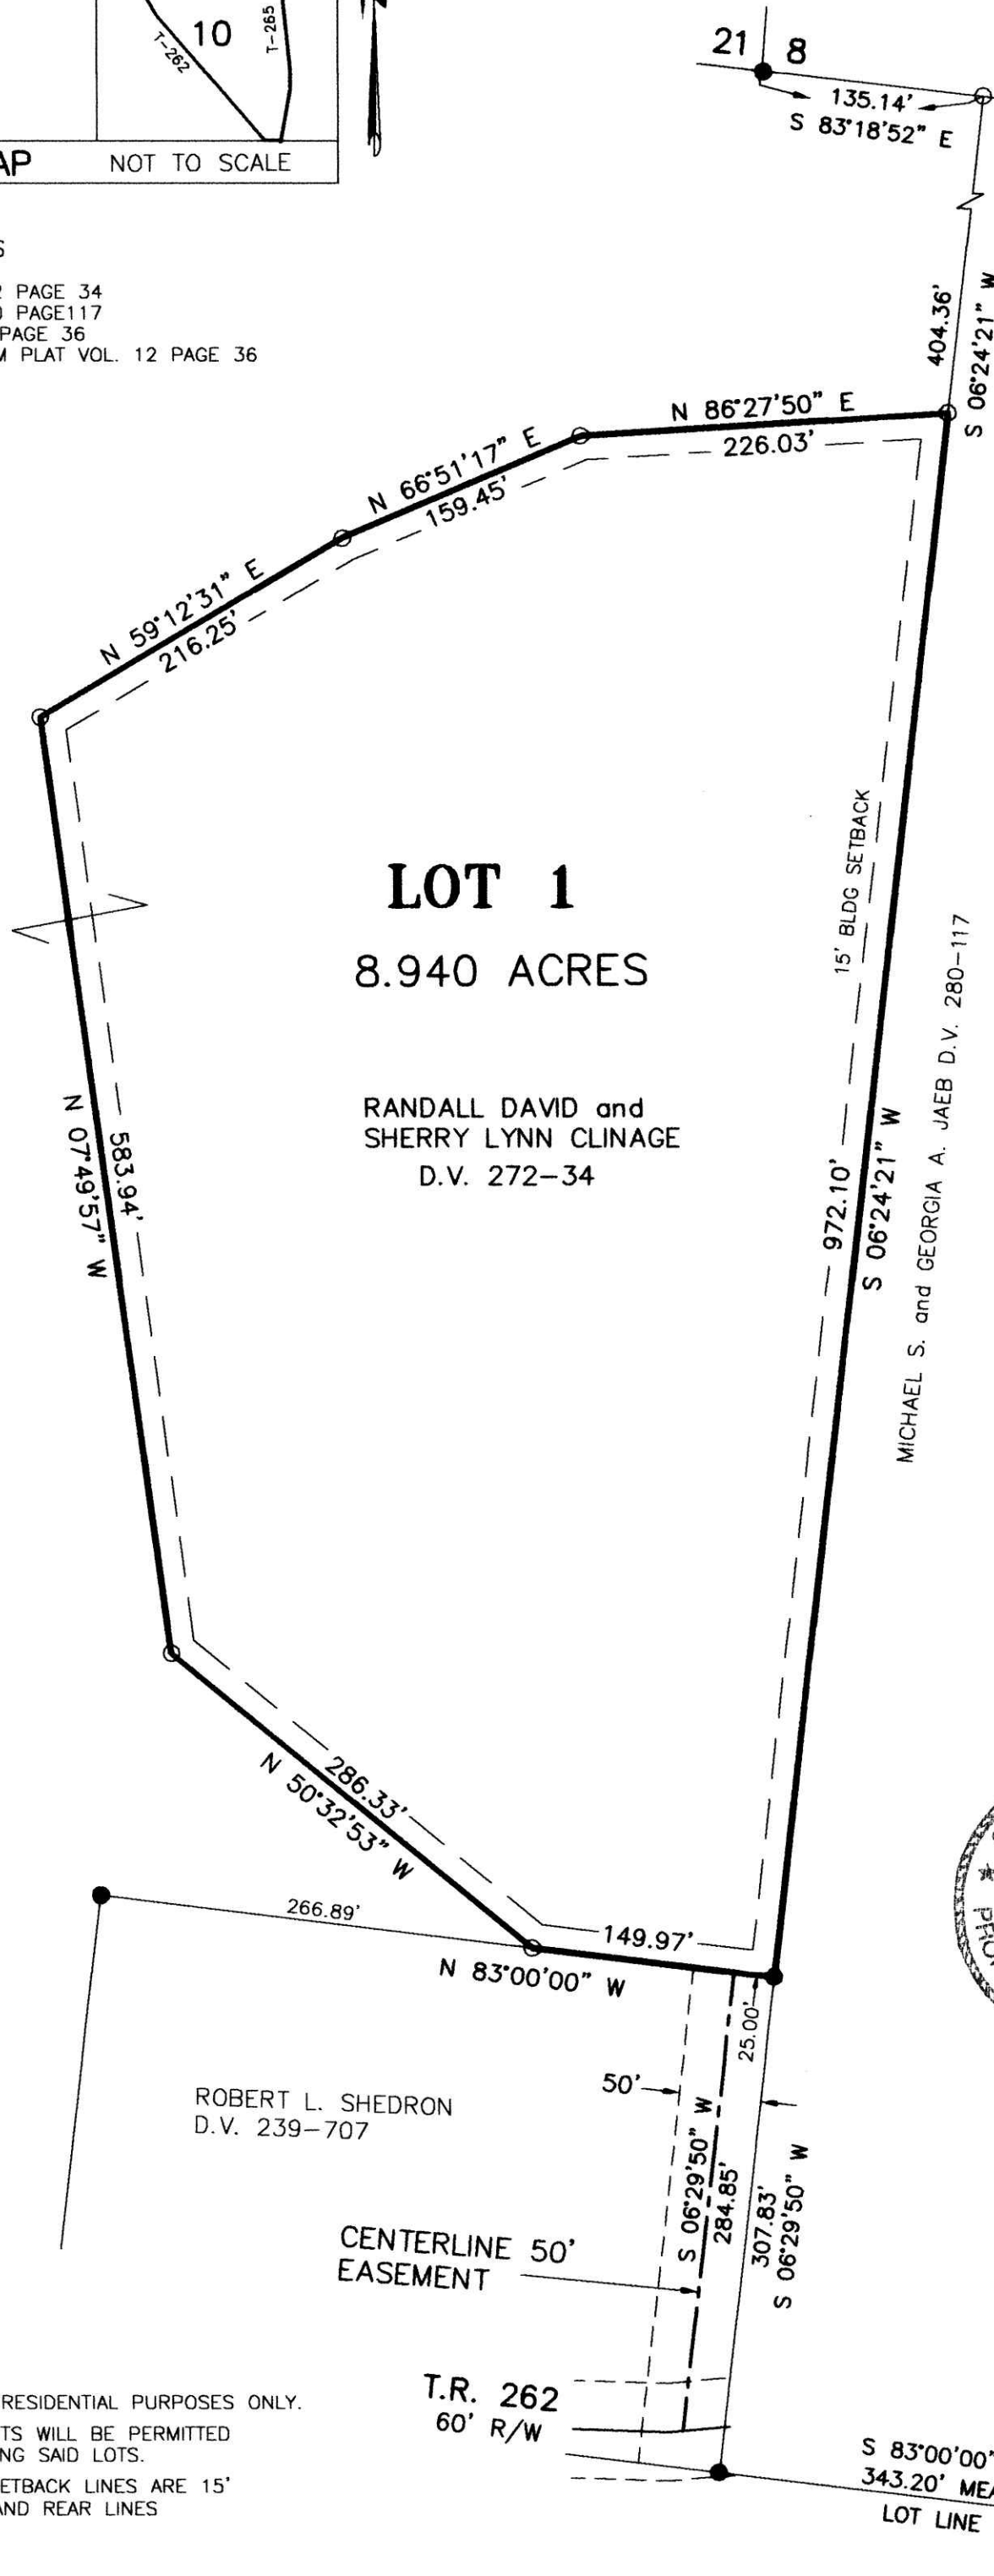 10
T-262
T-265
AP
NOT TO SCALE
21
8
135.14'
S 83°18'52" E
S
2 PAGE 34
PAGE117
PAGE 36
M PLAT VOL. 12 PAGE 36
404.36'
S 06°24'21" W
N 86°27'50" E
226.03'
N 66°51'17" E
159.45'
N 59°12'31" E
216.25'
LOT 1
8.940 ACRES
RANDALL DAVID and
SHERRY LYNN CLINAGE
D.V. 272-34
15' BLDG SETBACK
972.10'
S 06°24'21" W
MICHAEL S. and GEORGIA A. JAEB D.V. 280-117
N 07°49'57" W
583.94'
286.33'
N 50°32'53" W
266.89'
149.97'
N 83°00'00" W
25.00'
ROBERT L. SHEDRON
D.V. 239-707
50'
S 06°29'50" W
284.85'
307.83'
S 06°29'50" W
CENTERLINE 50'
EASEMENT
T.R. 262
60' R/W
RESIDENTIAL PURPOSES ONLY.
TS WILL BE PERMITTED
NG SAID LOTS.
ETBACK LINES ARE 15'
AND REAR LINES
S 83°00'00"
343.20' MEA
LOT LINE